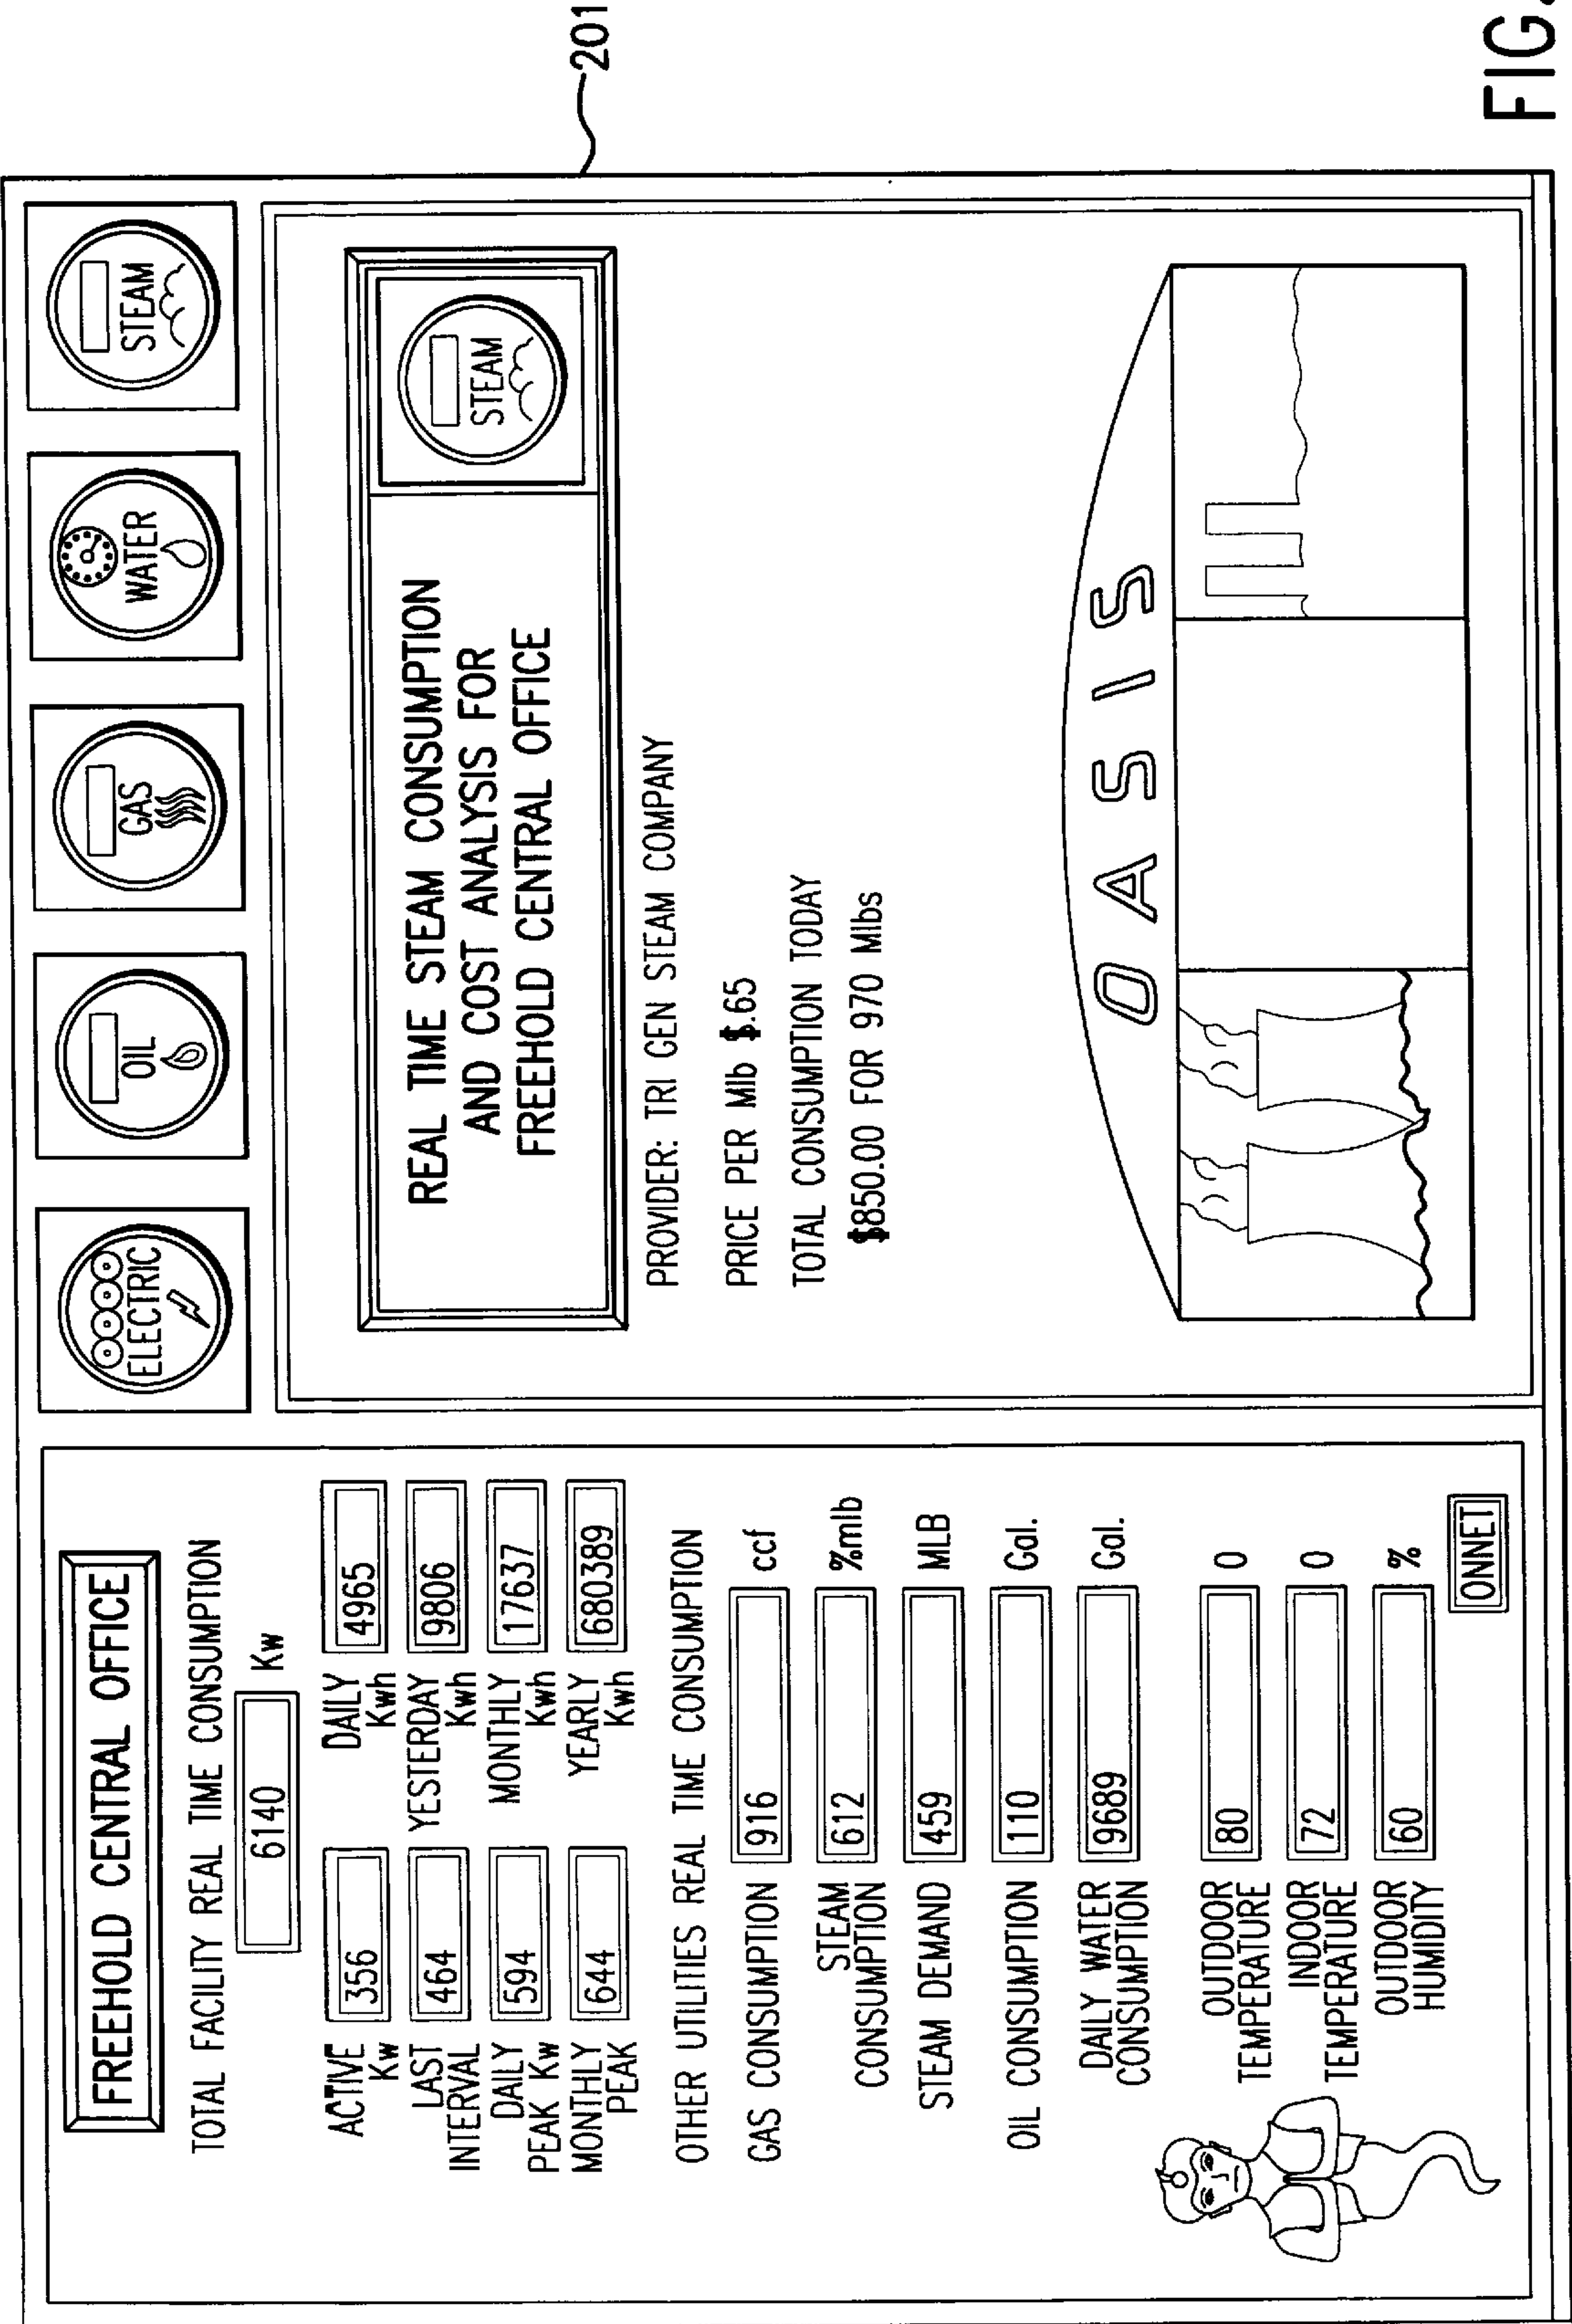 FREEHOLD CENTRAL OFFICE
TOTAL FACILITY REAL TIME CONSUMPTION
6140 Kw
ACTIVE Kw 356 DAILY Kwh 4965
LAST INTERVAL 464 YESTERDAY Kwh 9806
DAILY PEAK Kw 594 MONTHLY Kwh 17637
MONTHLY PEAK 644 YEARLY Kwh 680389
OTHER UTILITIES REAL TIME CONSUMPTION
GAS CONSUMPTION 916 ccf
STEAM CONSUMPTION 612 %mlb
STEAM DEMAND 459 MLB
OIL CONSUMPTION 110 Gal.
DAILY WATER CONSUMPTION 9689 Gal.
OUTDOOR TEMPERATURE 80 O
INDOOR TEMPERATURE 72 O
OUTDOOR HUMIDITY 60 %
ONNET
ELECTRIC
OIL
GAS
WATER
STEAM
REAL TIME STEAM CONSUMPTION
AND COST ANALYSIS FOR
FREEHOLD CENTRAL OFFICE
STEAM
PROVIDER: TRI GEN STEAM COMPANY
PRICE PER Mlb $.65
TOTAL CONSUMPTION TODAY
$850.00 FOR 970 Mlbs
OASIS
201
FIG.